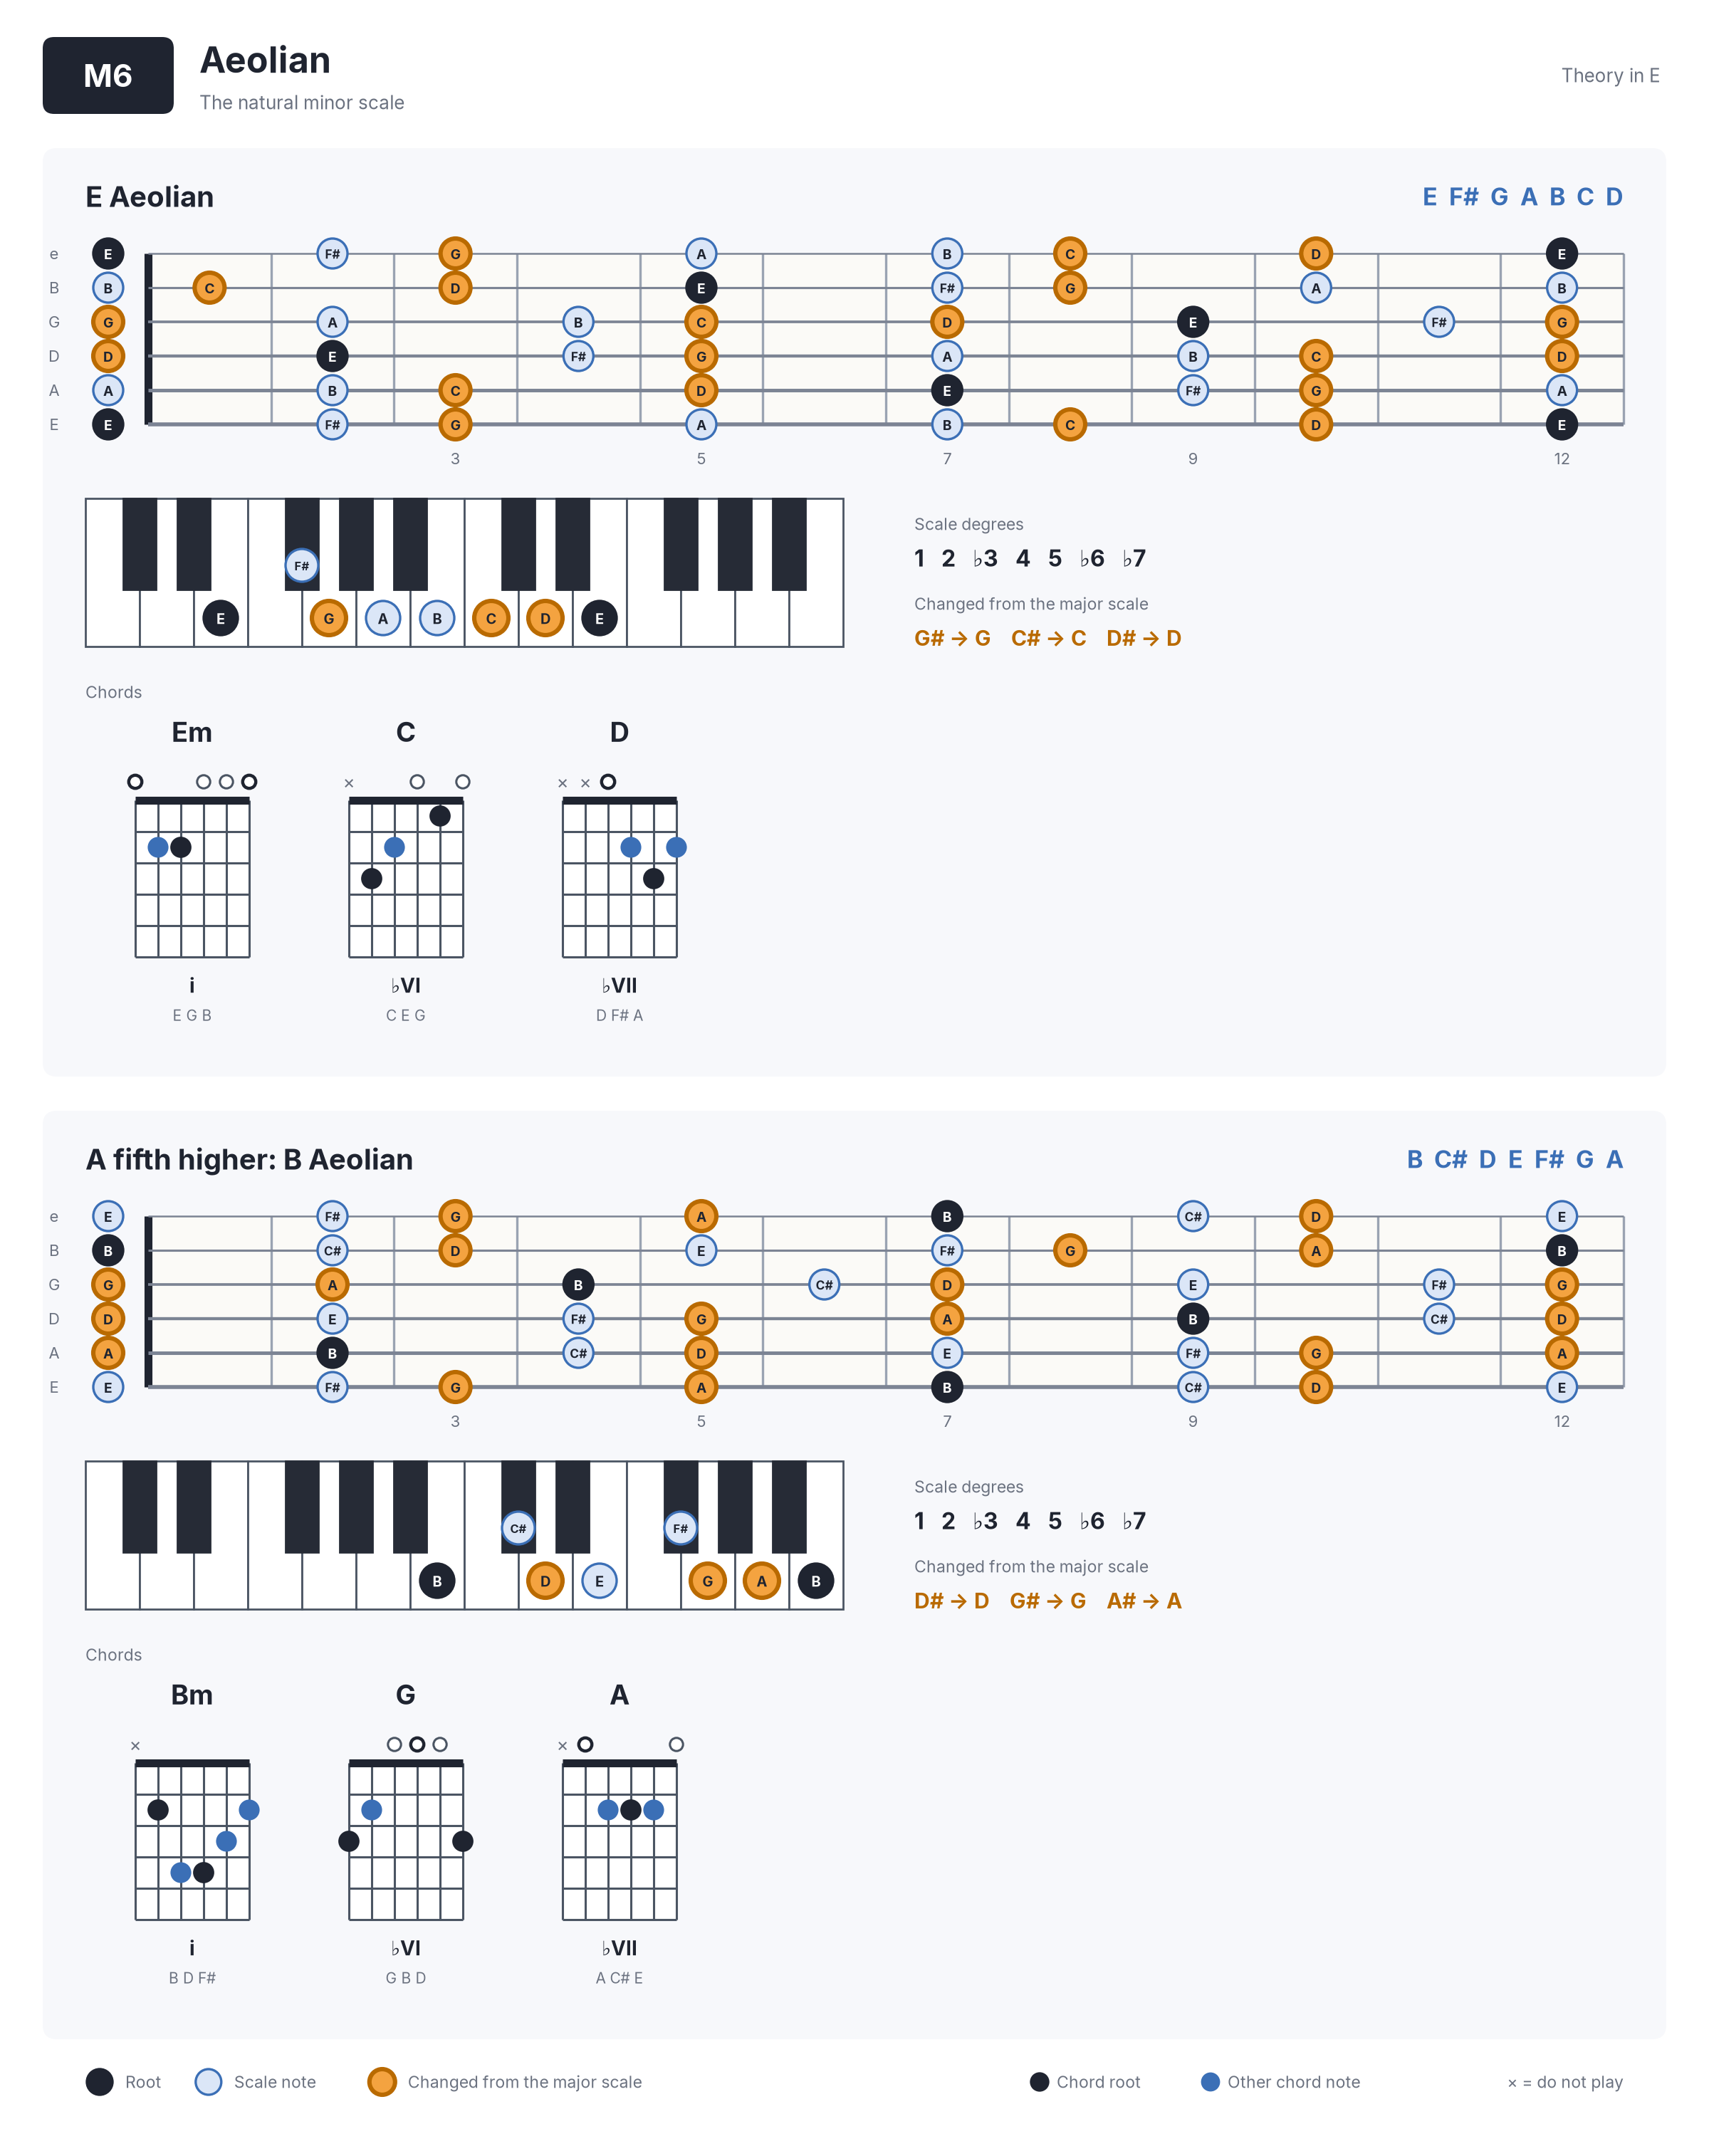 M6
Aeolian
The natural minor scale
Theory in E
E Aeolian
E F# G A B C D
e E F# G A B C D E
B B C D E F# G A B
G G A B C D E F# G
D D E F# G A B C D
A A B C D E F# G A
E E F# G A B C D E
3 5 7 9 12
F#
E G A B C D E
Scale degrees
1 2 ♭3 4 5 ♭6 ♭7
Changed from the major scale
G# → G C# → C D# → D
Chords
Em C D
× × ×
i ♭VI ♭VII
E G B C E G D F# A
A fifth higher: B Aeolian
B C# D E F# G A
e E F# G A B C# D E
B B C# D E F# G A B
G G A B C# D E F# G
D D E F# G A B C# D
A A B C# D E F# G A
E E F# G A B C# D E
3 5 7 9 12
C# F#
B D E G A B
Scale degrees
1 2 ♭3 4 5 ♭6 ♭7
Changed from the major scale
D# → D G# → G A# → A
Chords
Bm G A
× ×
i ♭VI ♭VII
B D F# G B D A C# E
Root Scale note Changed from the major scale Chord root Other chord note × = do not play